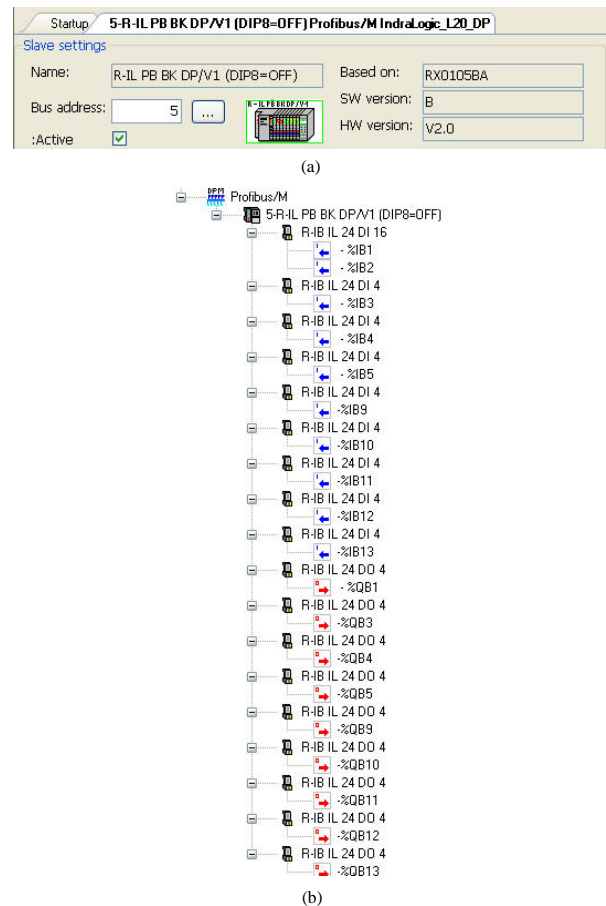 Startup 5-R-IL PB BK DP/V1 (DIP8=OFF) Profibus/M IndraLogic_L20_DP
Slave settings
Name: R-IL PB BK DP/V1 (DIP8=OFF) Based on: RX0105BA
Bus address: 5 ... R-ILPBBKDP/V1 SW version: B
HW version: V2.0
:Active
(a)
DPM Profibus/M
5-R-IL PB BK DP/V1 (DIP8=OFF)
R-IB IL 24 DI 16
- %IB1
- %IB2
R-IB IL 24 DI 4
- %IB3
R-IB IL 24 DI 4
- %IB4
R-IB IL 24 DI 4
- %IB5
R-IB IL 24 DI 4
-%IB9
R-IB IL 24 DI 4
-%IB10
R-IB IL 24 DI 4
-%IB11
R-IB IL 24 DI 4
-%IB12
R-IB IL 24 DI 4
-%IB13
R-IB IL 24 DO 4
- %QB1
R-IB IL 24 DO 4
-%QB3
R-IB IL 24 DO 4
-%QB4
R-IB IL 24 DO 4
-%QB5
R-IB IL 24 DO 4
-%QB9
R-IB IL 24 DO 4
-%QB10
R-IB IL 24 DO 4
-%QB11
R-IB IL 24 DO 4
-%QB12
R-IB IL 24 DO 4
-%QB13
(b)